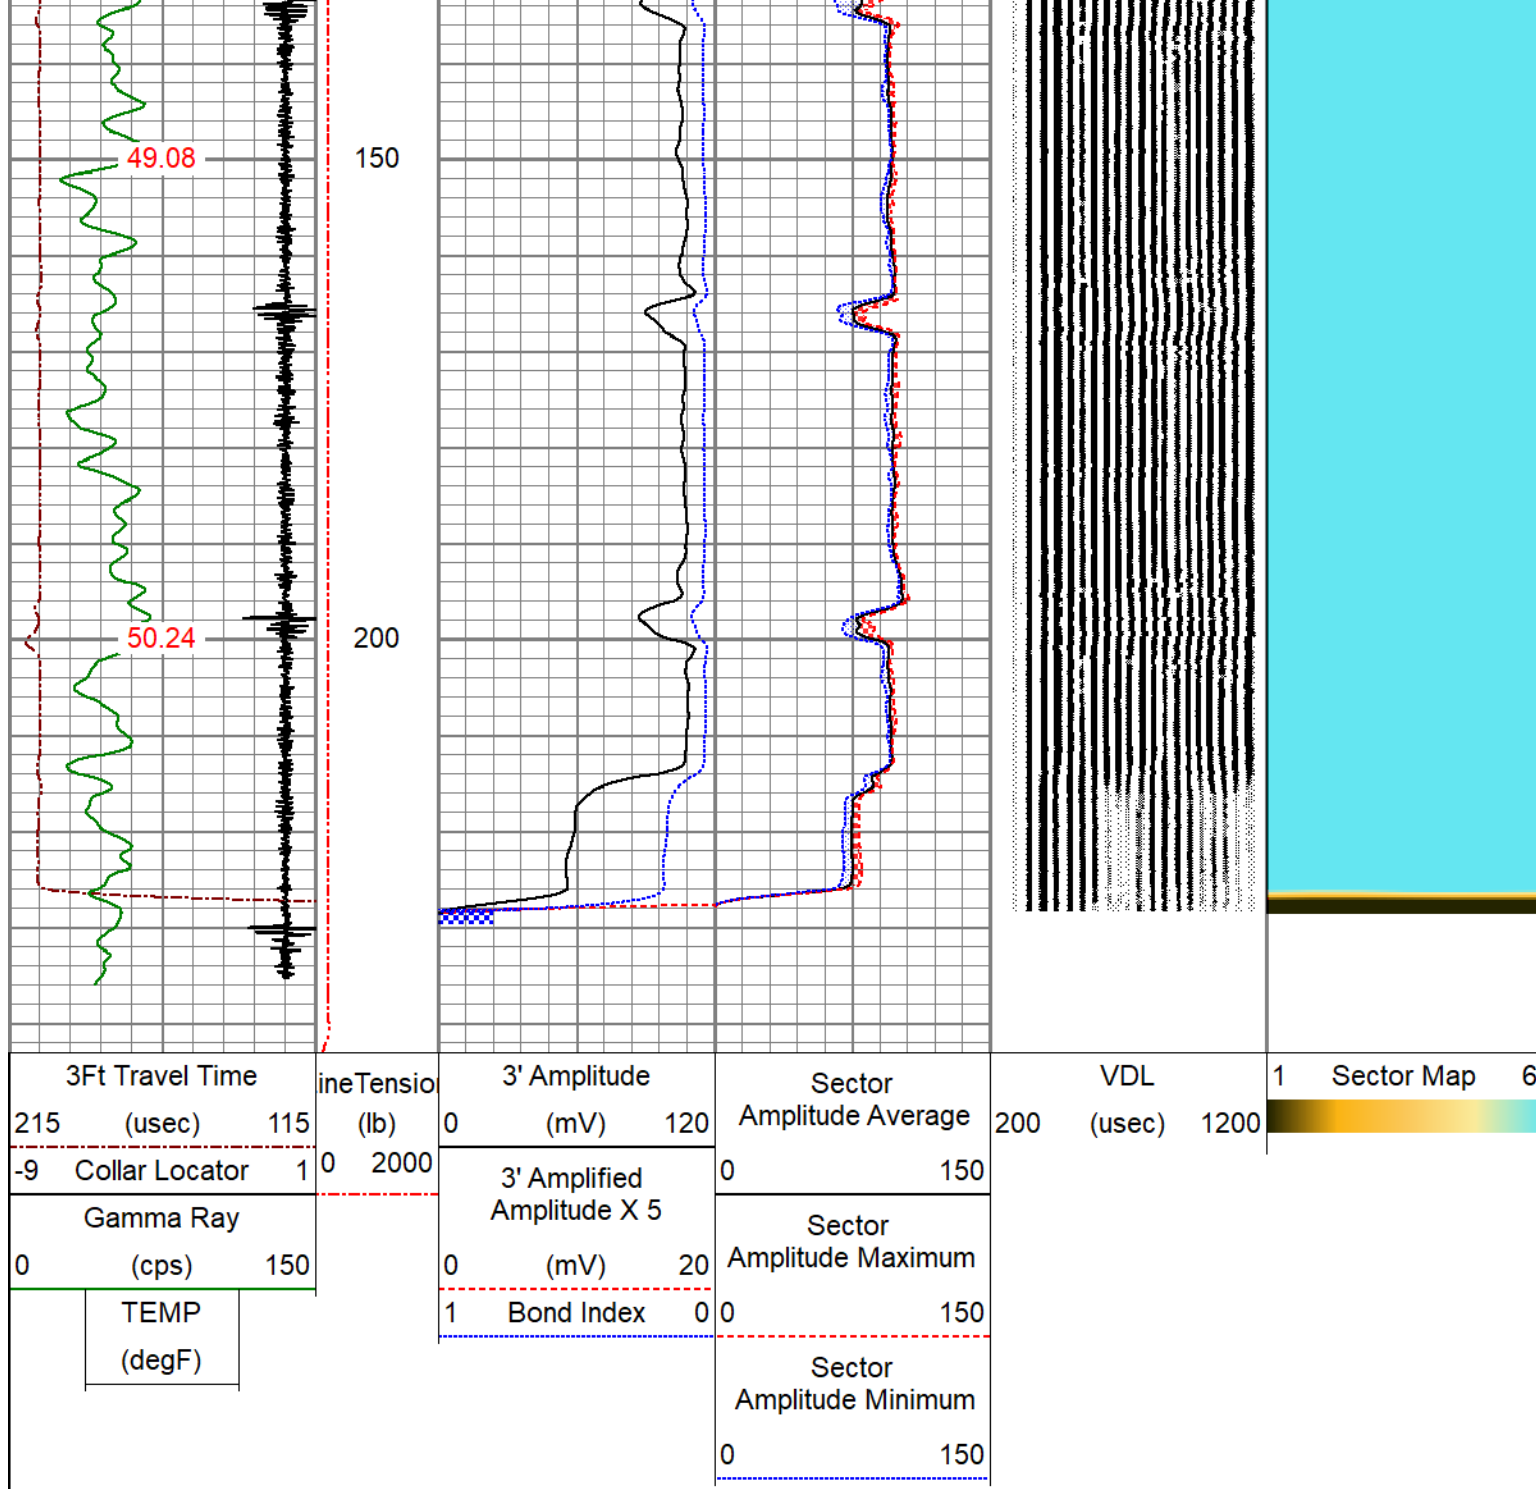 49.08
150
50.24
200
3Ft Travel Time
215 (usec) 115
-9 Collar Locator 1
Gamma Ray
0 (cps) 150
TEMP
(degF)
ineTension
(lb)
0 2000
3' Amplitude
0 (mV) 120
3' Amplified
Amplitude X 5
0 (mV) 20
1 Bond Index 0
Sector
Amplitude Average
0 150
Sector
Amplitude Maximum
0 150
Sector
Amplitude Minimum
0 150
VDL
200 (usec) 1200
1 Sector Map 6